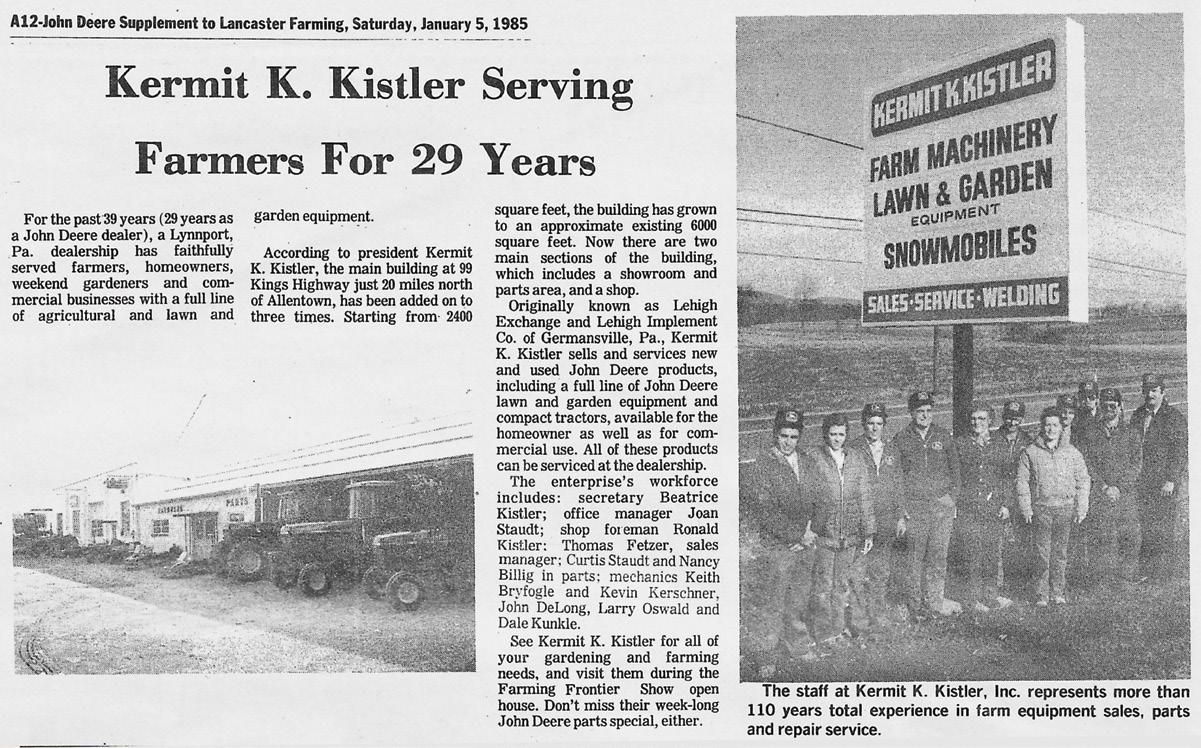 A12-John Deere Supplement to Lancaster Farming, Saturday, January 5, 1985
Kermit K. Kistler Serving
Farmers For 29 Years
For the past 39 years (29 years as
a John Deere dealer), a Lynnport,
Pa. dealership has faithfully
served farmers, homeowners,
weekend gardeners and com-
mercial businesses with a full line
of agricultural and lawn and
garden equipment.
According to president Kermit
K. Kistler, the main building at 99
Kings Highway just 20 miles north
of Allentown, has been added on to
three times. Starting from 2400
square feet, the building has grown
to an approximate existing 6000
square feet. Now there are two
main sections of the building,
which includes a showroom and
parts area, and a shop.
Originally known as Lehigh
Exchange and Lehigh Implement
Co. of Germansville, Pa., Kermit
K. Kistler sells and services new
and used John Deere products,
including a full line of John Deere
lawn and garden equipment and
compact tractors, available for the
homeowner as well as for com-
mercial use. All of these products
can be serviced at the dealership.
The enterprise's workforce
includes: secretary Beatrice
Kistler; office manager Joan
Staudt; shop foreman Ronald
Kistler: Thomas Fetzer, sales
manager; Curtis Staudt and Nancy
Billig in parts; mechanics Keith
Bryfogle and Kevin Kerschner,
John DeLong, Larry Oswald and
Dale Kunkle.
See Kermit K. Kistler for all of
your gardening and farming
needs, and visit them during the
Farming Frontier Show open
house. Don't miss their week-long
John Deere parts special, either.
PARTS
KERMIT K. KISTLER
FARM MACHINERY
LAWN & GARDEN
EQUIPMENT
SNOWMOBILES
SALES·SERVICE·WELDING
The staff at Kermit K. Kistler, Inc. represents more than
110 years total experience in farm equipment sales, parts
and repair service.